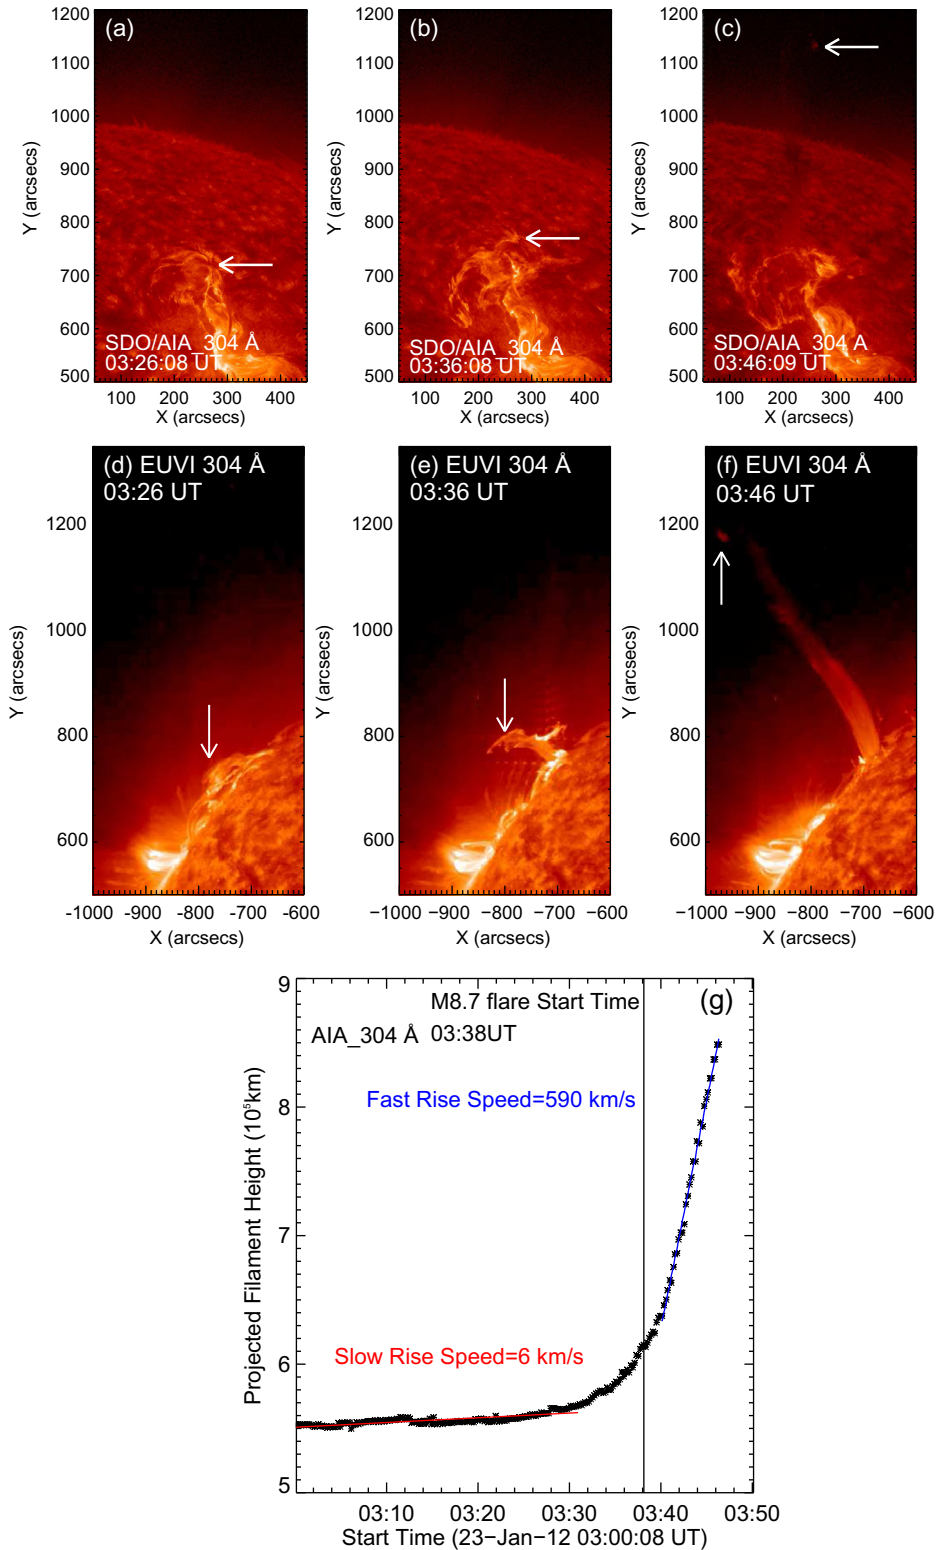 (a)
(b)
(c)
1200
1100
1000
900
800
700
600
500
Y (arcsecs)
SDO/AIA_304 Å
03:26:08 UT
100 200 300 400
X (arcsecs)
1200
1100
1000
900
800
700
600
500
Y (arcsecs)
SDO/AIA_304 Å
03:36:08 UT
100 200 300 400
X (arcsecs)
1200
1100
1000
900
800
700
600
500
Y (arcsecs)
SDO/AIA_304 Å
03:46:09 UT
100 200 300 400
X (arcsecs)
(d) EUVI 304 Å
03:26 UT
1200
1000
800
600
Y (arcsecs)
-1000 -900 -800 -700 -600
X (arcsecs)
(e) EUVI 304 Å
03:36 UT
1200
1000
800
600
Y (arcsecs)
−1000 −900 −800 −700 −600
X (arcsecs)
(f) EUVI 304 Å
03:46 UT
1200
1000
800
600
Y (arcsecs)
−1000 −900 −800 −700 −600
X (arcsecs)
9
8
7
6
5
Projected Filament Height (10⁵km)
M8.7 flare Start Time
(g)
AIA_304 Å 03:38UT
Fast Rise Speed=590 km/s
Slow Rise Speed=6 km/s
03:10 03:20 03:30 03:40 03:50
Start Time (23−Jan−12 03:00:08 UT)